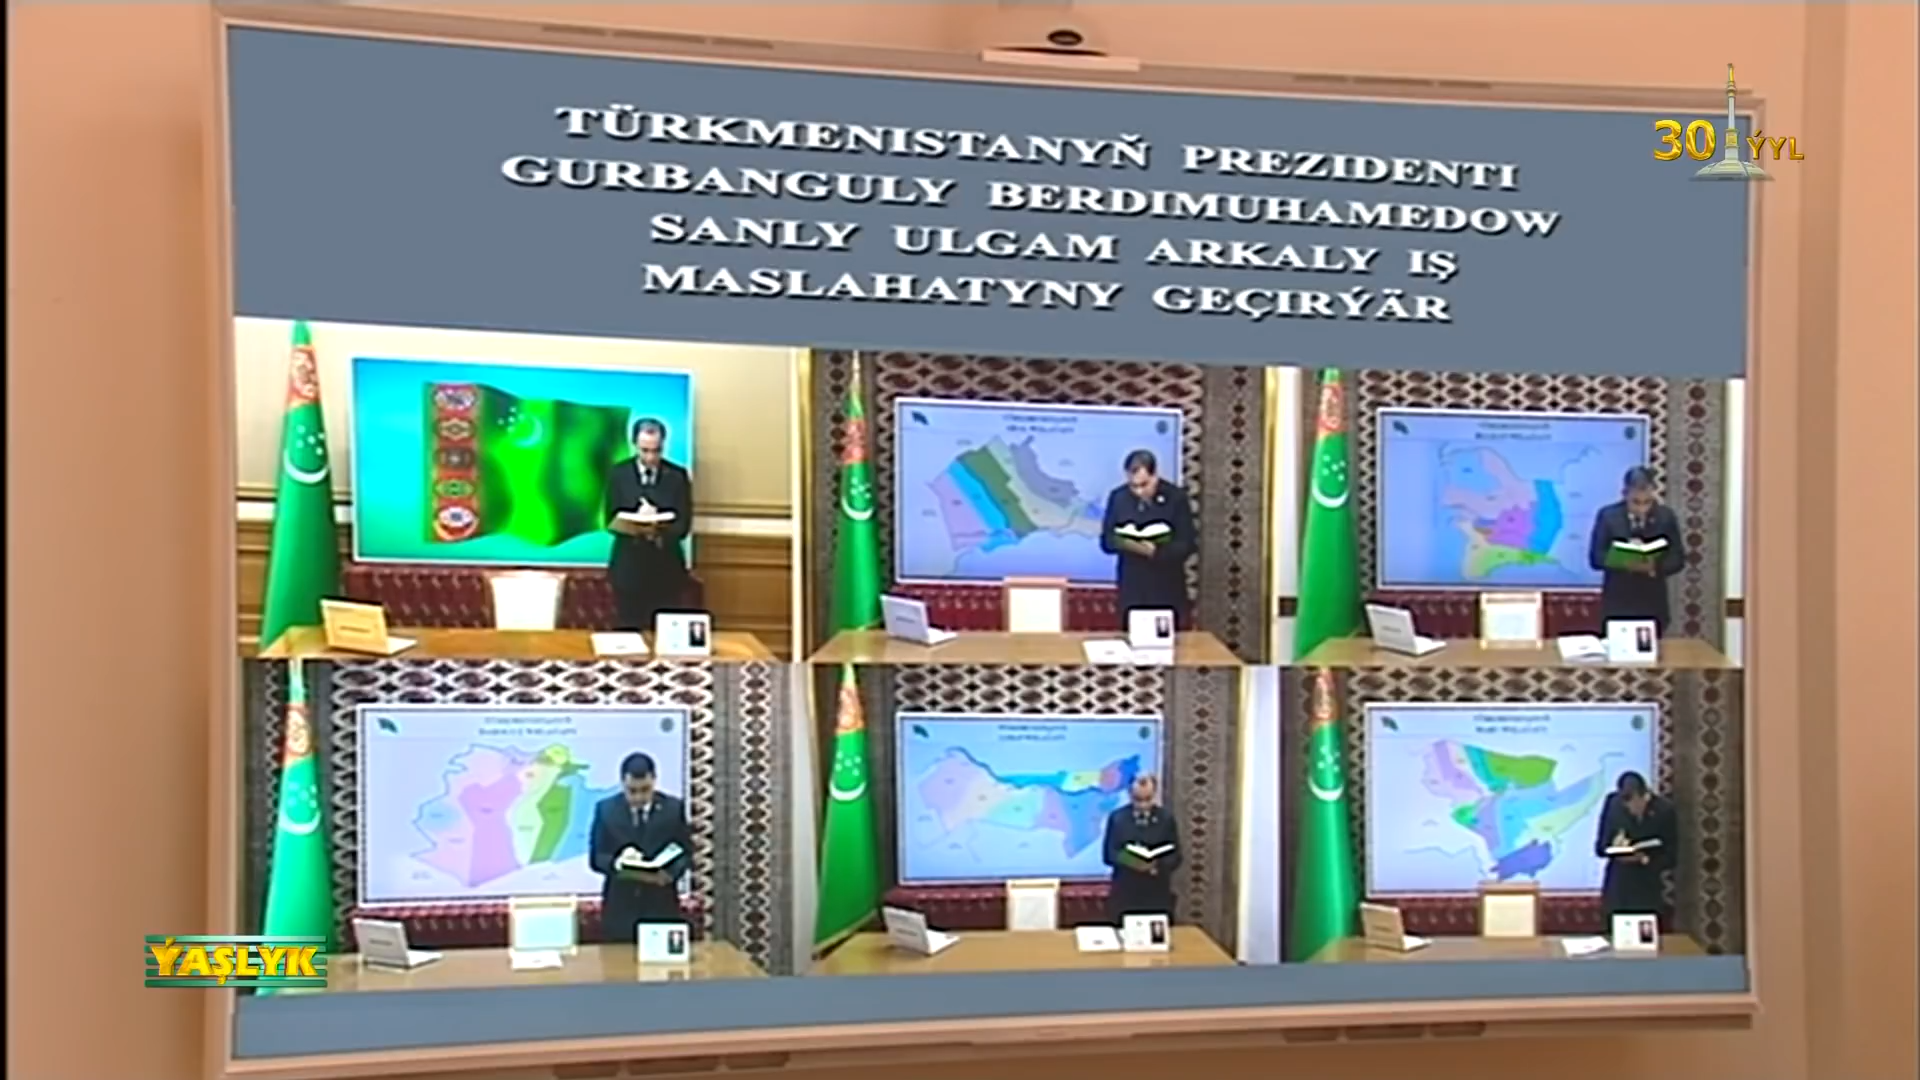 TÜRKMENISTANYŇ PREZIDENTI
GURBANGULY BERDIMUHAMEDOW
SANLY ULGAM ARKALY IŞ
MASLAHATYNY GEÇIRÝÄR
30 ÝYL
ÝAŞLYK